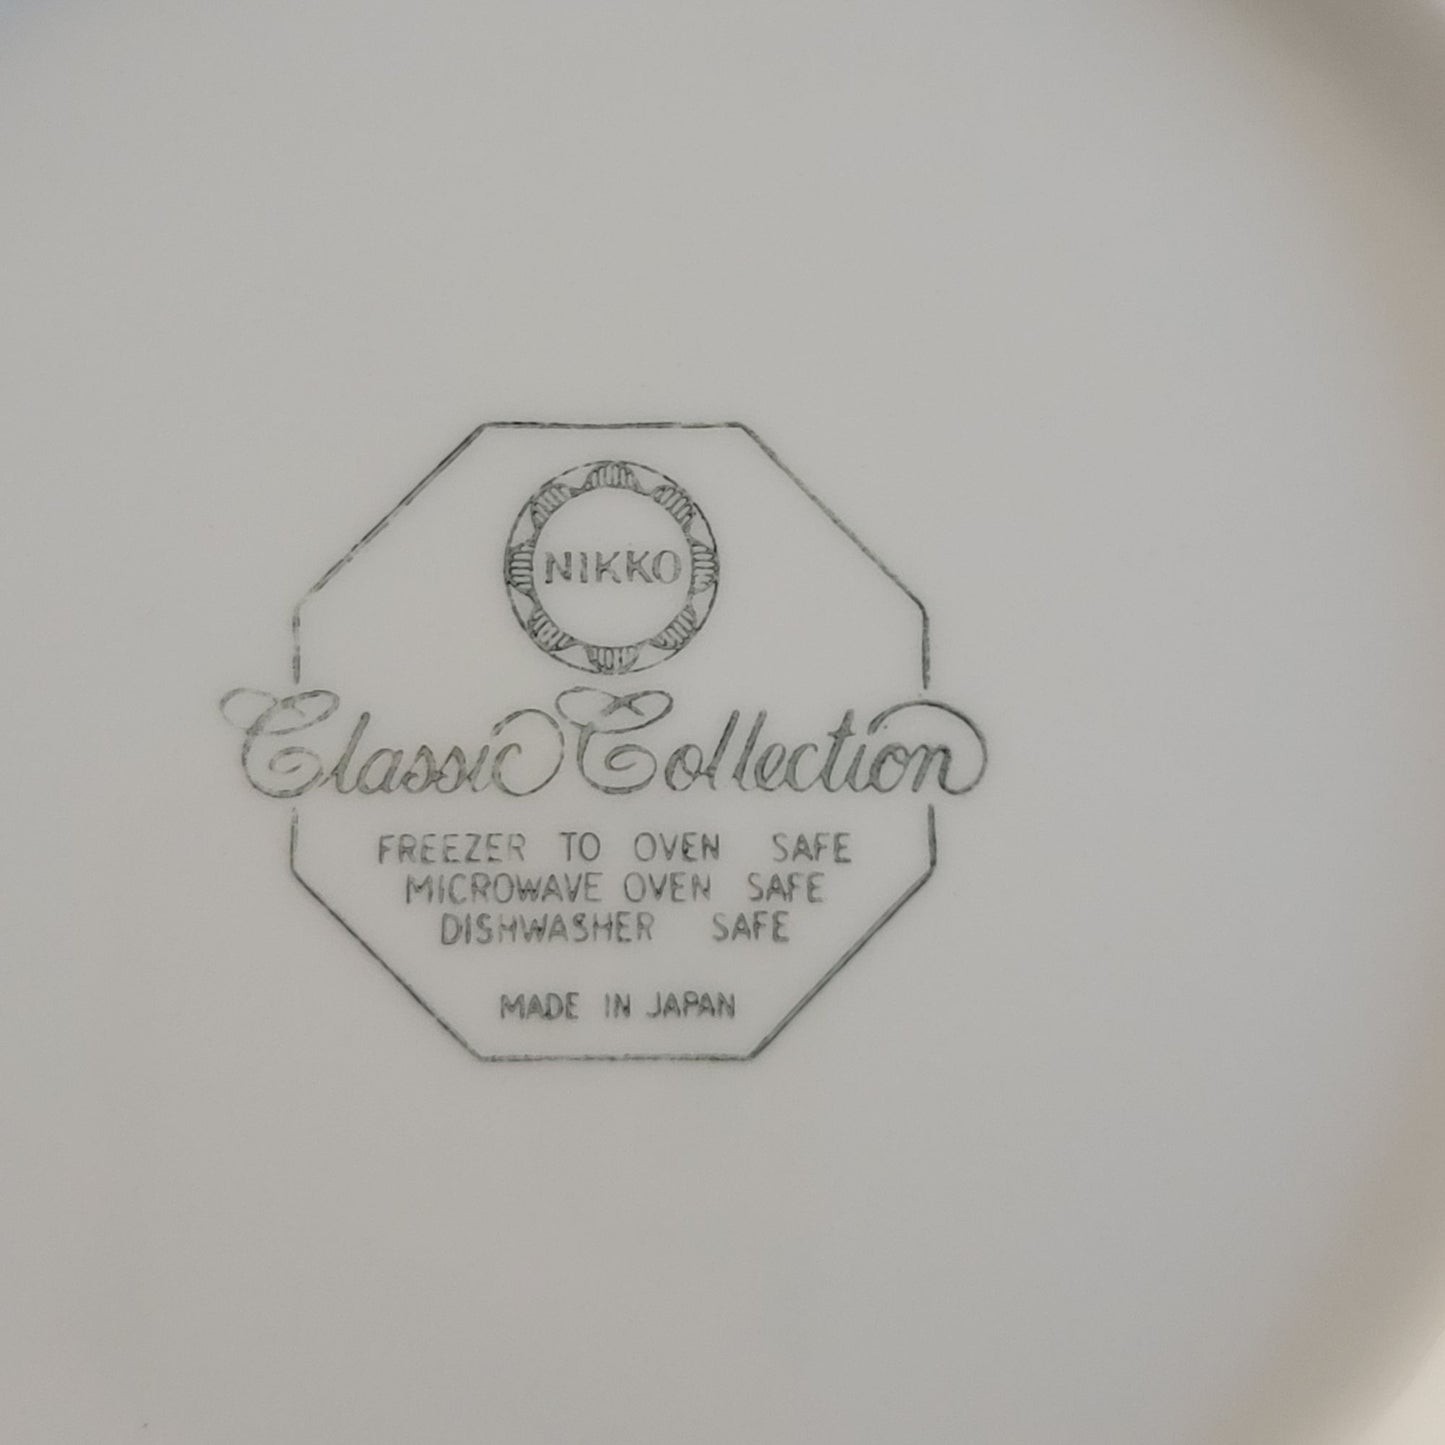 NIKKO
Classic Collection
FREEZER TO OVEN SAFE
MICROWAVE OVEN SAFE
DISHWASHER SAFE
MADE IN JAPAN